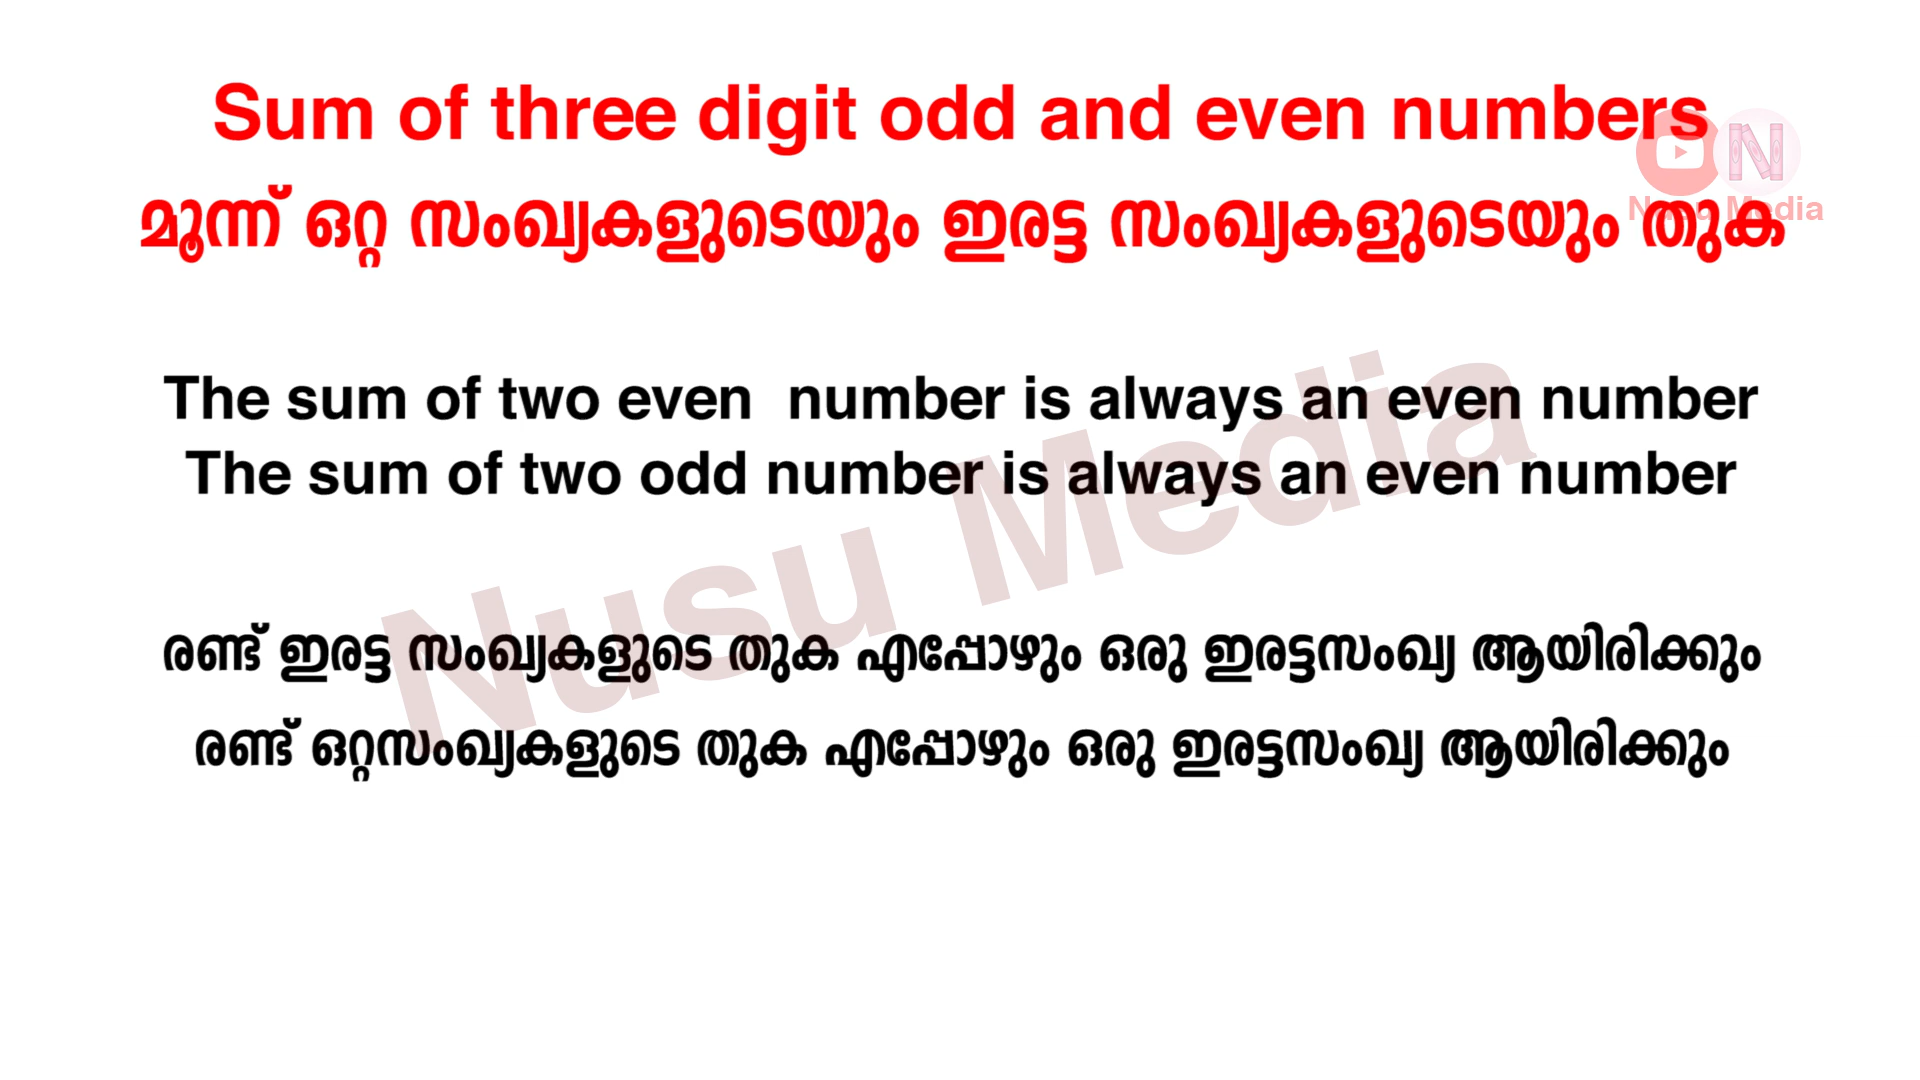 Sum of three digit odd and even numbers
മൂന്ന് ഒറ്റ സംഖ്യകളുടെയും ഇരട്ട സംഖ്യകളുടെയും തുക
N
Nusu Media
The sum of two even number is always an even number
The sum of two odd number is always an even number
Nusu Media
രണ്ട് ഇരട്ട സംഖ്യകളുടെ തുക എപ്പോഴും ഒരു ഇരട്ടസംഖ്യ ആയിരിക്കും
രണ്ട് ഒറ്റസംഖ്യകളുടെ തുക എപ്പോഴും ഒരു ഇരട്ടസംഖ്യ ആയിരിക്കും